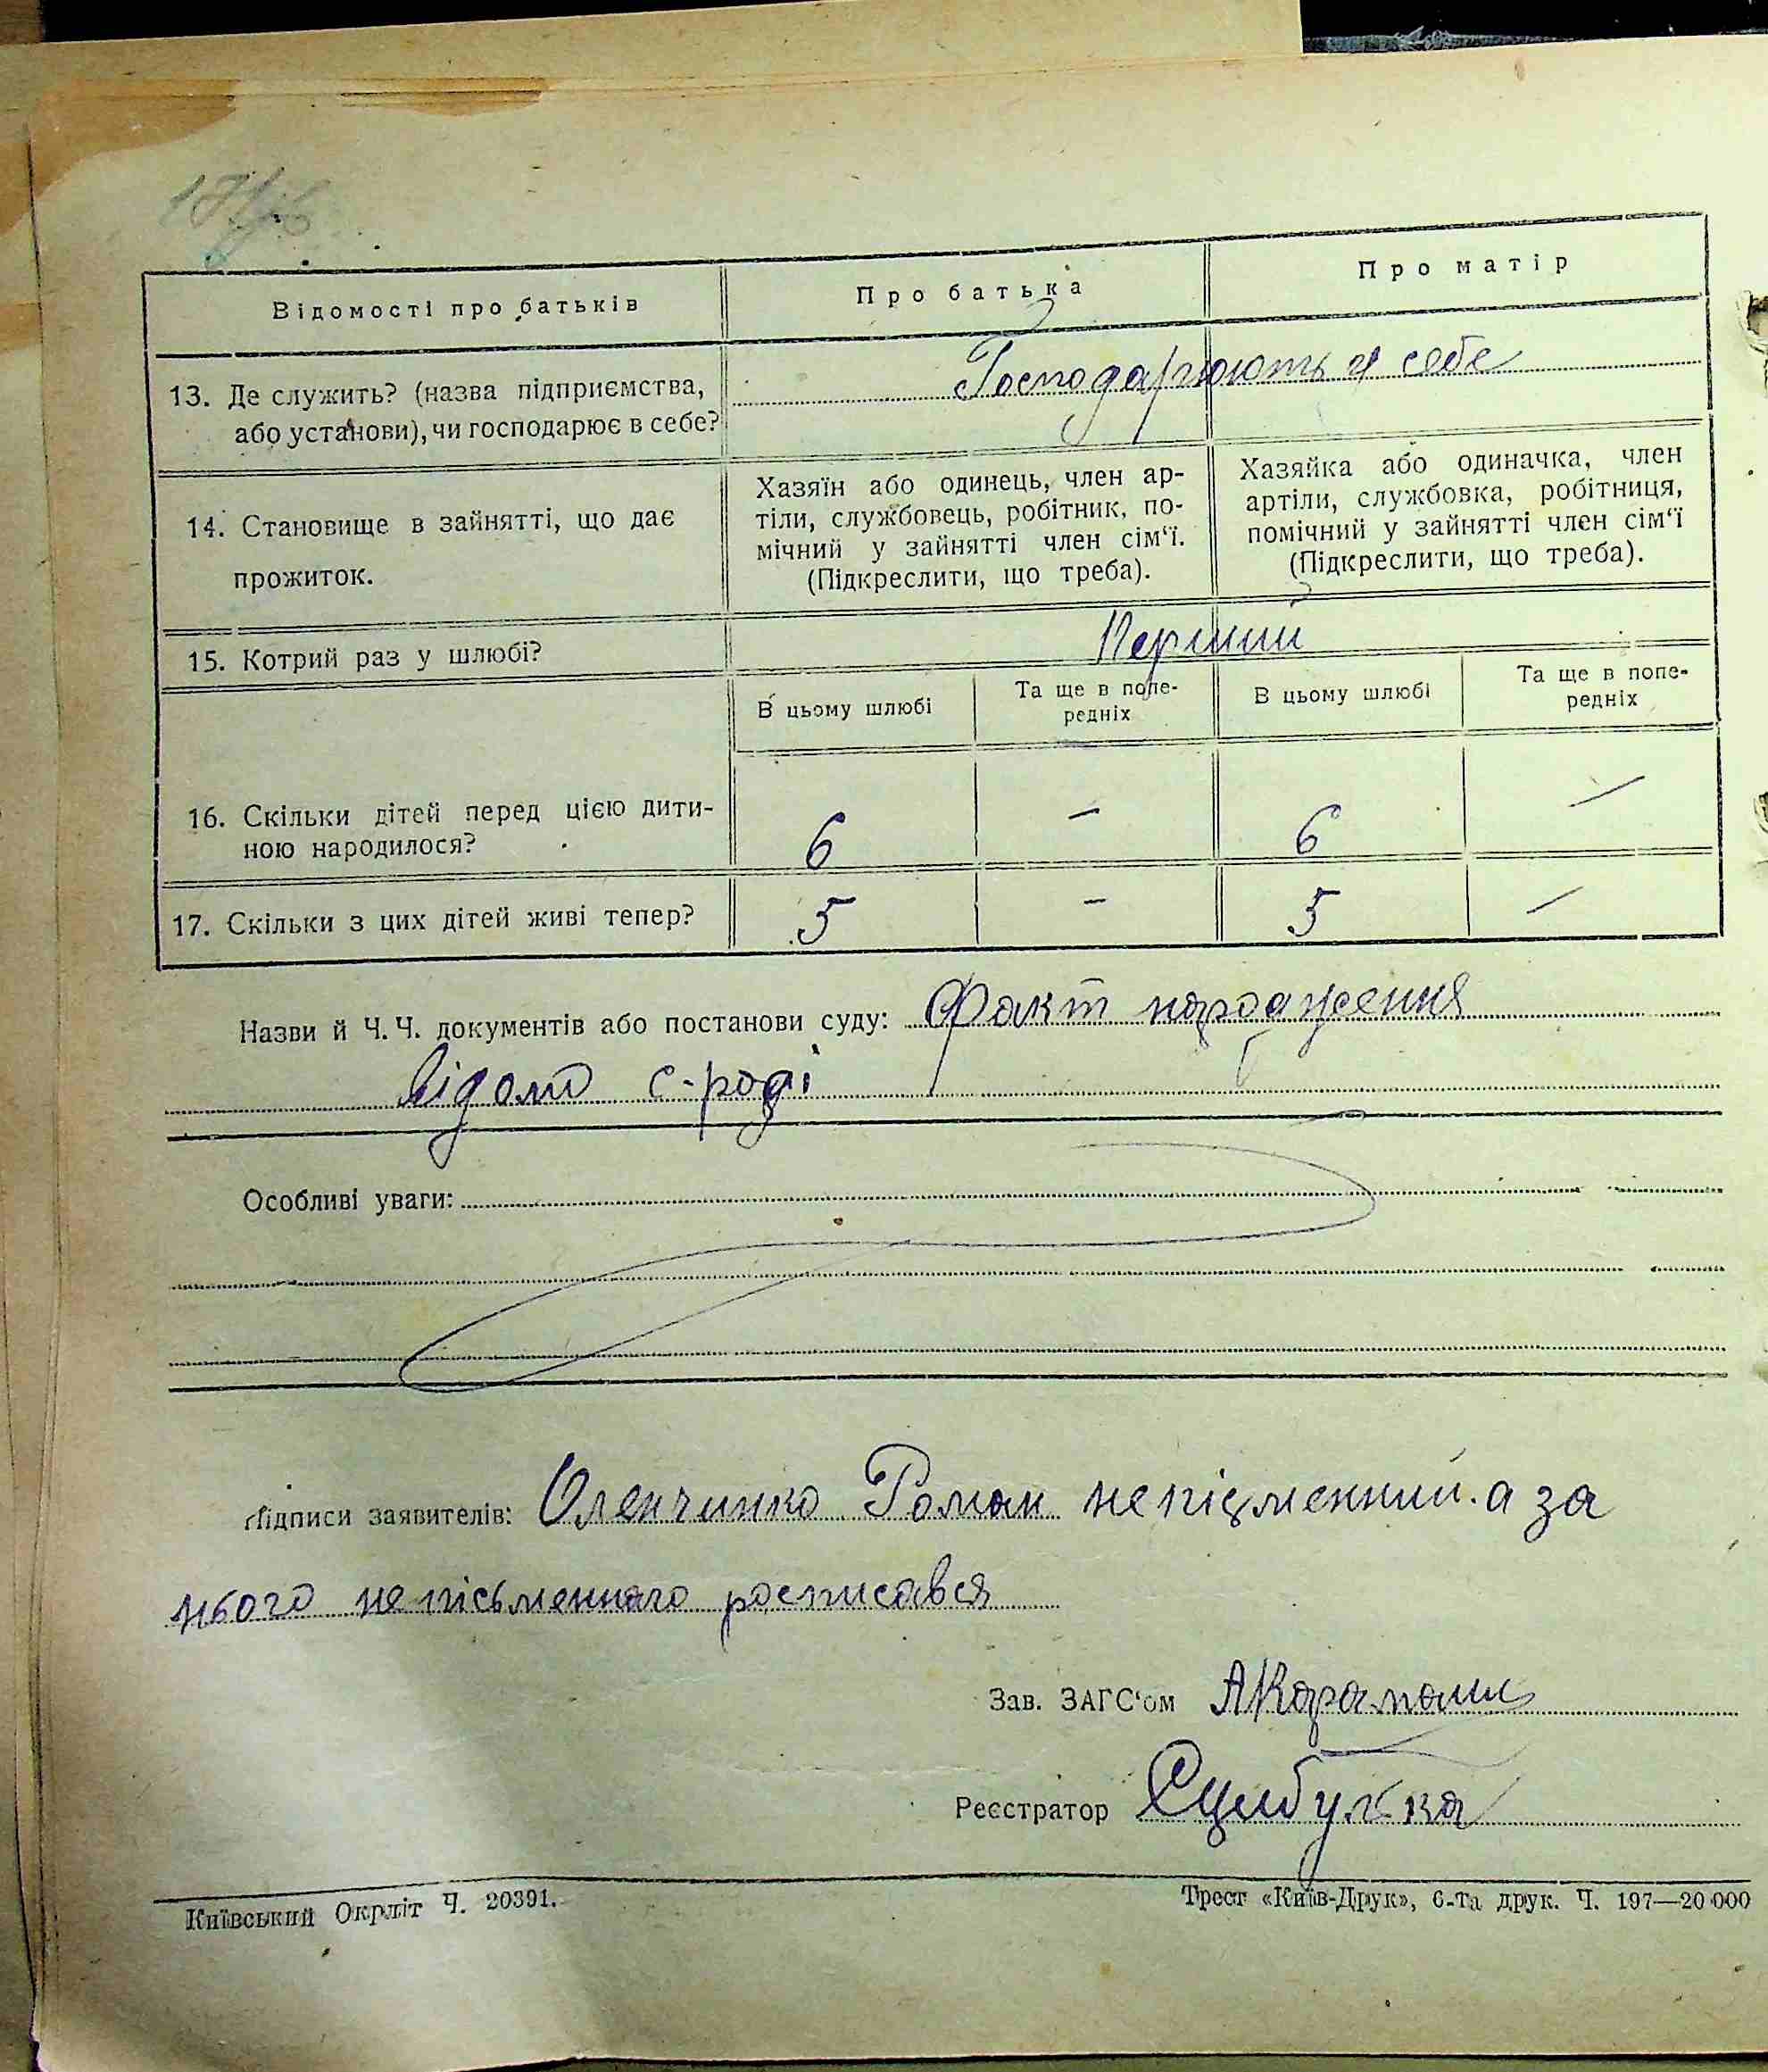 Відомості про батьків
Про батька
Про матір
13. Де служить? (назва підприємства,
або установи), чи господарює в себе?
Господарюють у себе
14. Становище в зайнятті, що дає
прожиток.
Хазяїн або одинець, член ар-
тіли, службовець, робітник, по-
мічний у зайнятті член сім‘ї.
(Підкреслити, що треба).
Хазяйка або одиначка, член
артіли, службовка, робітниця,
помічний у зайнятті член сім‘ї
(Підкреслити, що треба).
15. Котрий раз у шлюбі?
Перший
В цьому шлюбі
Та ще в попе-
редніх
В цьому шлюбі
Та ще в попе-
редніх
16. Скільки дітей перед цією дити-
ною народилося?
6 — 6 —
17. Скільки з цих дітей живі тепер?
5 — 5 —
Назви й Ч. Ч. документів або постанови суду: Факт народження
відомо с-раді
Особливі уваги:
Підписи заявителів: Оленчинко Роман непісменний. а за
нього непісьменного росписався
Зав. ЗАГС‘ом
Реєстратор
Київський Окрліт Ч. 20391.
Трест «Київ-Друк», 6-та друк. Ч. 197—20 000